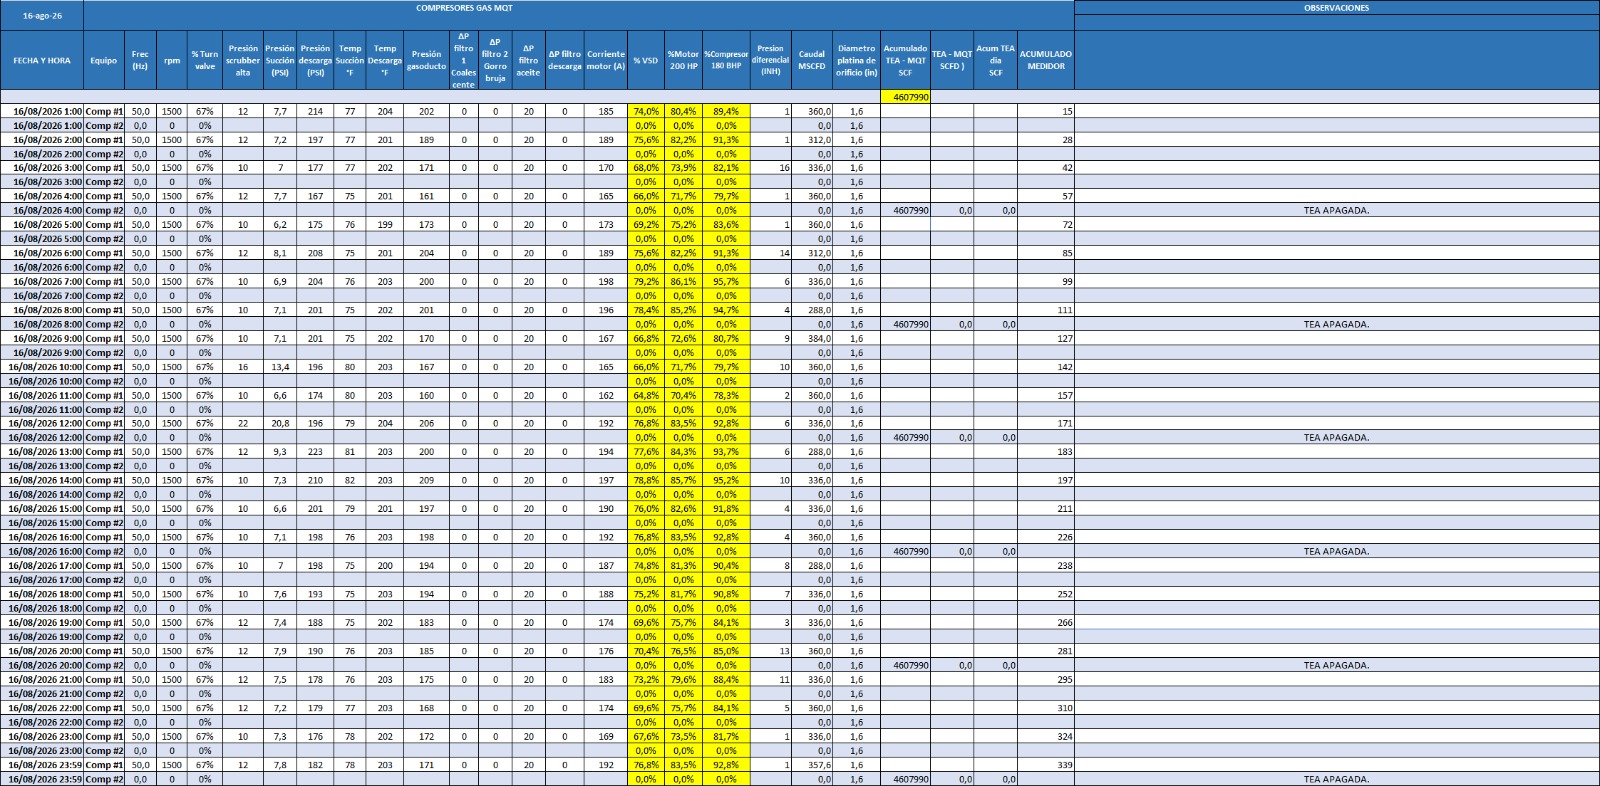 16-ago-26 COMPRESORES GAS MQT OBSERVACIONES
FECHA Y HORA Equipo Frec (Hz) rpm % Turn valve Presión scrubber alta Presión Succión (PSI) Presión descarga (PSI) Temp Succión °F Temp Descarga °F Presión gasoducto ΔP filtro 1 Coales cente ΔP filtro 2 Gorro bruja ΔP filtro aceite ΔP filtro descarga Corriente motor (A) % VSD %Motor 200 HP %Compresor 180 BHP Presion diferencial (INH) Caudal MSCFD Diametro platina de orificio (in) Acumulado TEA - MQT SCF TEA - MQT SCFD ) Acum TEA dia SCF ACUMULADO MEDIDOR
4607990
16/08/2026 1:00 Comp #1 50,0 1500 67% 12 7,7 214 77 204 202 0 0 20 0 185 74,0% 80,4% 89,4% 1 360,0 1,6 15
16/08/2026 1:00 Comp #2 0,0 0 0% 0,0% 0,0% 0,0% 0,0 1,6
16/08/2026 2:00 Comp #1 50,0 1500 67% 12 7,2 197 77 201 189 0 0 20 0 189 75,6% 82,2% 91,3% 1 312,0 1,6 28
16/08/2026 2:00 Comp #2 0,0 0 0% 0,0% 0,0% 0,0% 0,0 1,6
16/08/2026 3:00 Comp #1 50,0 1500 67% 10 7 177 77 202 171 0 0 20 0 170 68,0% 73,9% 82,1% 16 336,0 1,6 42
16/08/2026 3:00 Comp #2 0,0 0 0% 0,0% 0,0% 0,0% 0,0 1,6
16/08/2026 4:00 Comp #1 50,0 1500 67% 12 7,7 167 75 201 161 0 0 20 0 165 66,0% 71,7% 79,7% 1 360,0 1,6 57
16/08/2026 4:00 Comp #2 0,0 0 0% 0,0% 0,0% 0,0% 0,0 1,6 4607990 0,0 0,0 TEA APAGADA.
16/08/2026 5:00 Comp #1 50,0 1500 67% 10 6,2 175 76 199 173 0 0 20 0 173 69,2% 75,2% 83,6% 1 360,0 1,6 72
16/08/2026 5:00 Comp #2 0,0 0 0% 0,0% 0,0% 0,0% 0,0 1,6
16/08/2026 6:00 Comp #1 50,0 1500 67% 12 8,1 208 75 201 204 0 0 20 0 189 75,6% 82,2% 91,3% 14 312,0 1,6 85
16/08/2026 6:00 Comp #2 0,0 0 0% 0,0% 0,0% 0,0% 0,0 1,6
16/08/2026 7:00 Comp #1 50,0 1500 67% 10 6,9 204 76 203 200 0 0 20 0 198 79,2% 86,1% 95,7% 6 336,0 1,6 99
16/08/2026 7:00 Comp #2 0,0 0 0% 0,0% 0,0% 0,0% 0,0 1,6
16/08/2026 8:00 Comp #1 50,0 1500 67% 10 7,1 201 75 202 201 0 0 20 0 196 78,4% 85,2% 94,7% 4 288,0 1,6 111
16/08/2026 8:00 Comp #2 0,0 0 0% 0,0% 0,0% 0,0% 0,0 1,6 4607990 0,0 0,0 TEA APAGADA.
16/08/2026 9:00 Comp #1 50,0 1500 67% 10 7,1 201 75 202 170 0 0 20 0 167 66,8% 72,6% 80,7% 9 384,0 1,6 127
16/08/2026 9:00 Comp #2 0,0 0 0% 0,0% 0,0% 0,0% 0,0 1,6
16/08/2026 10:00 Comp #1 50,0 1500 67% 16 13,4 196 80 203 167 0 0 20 0 165 66,0% 71,7% 79,7% 10 360,0 1,6 142
16/08/2026 10:00 Comp #2 0,0 0 0% 0,0% 0,0% 0,0% 0,0 1,6
16/08/2026 11:00 Comp #1 50,0 1500 67% 10 6,6 174 80 203 160 0 0 20 0 162 64,8% 70,4% 78,3% 2 360,0 1,6 157
16/08/2026 11:00 Comp #2 0,0 0 0% 0,0% 0,0% 0,0% 0,0 1,6
16/08/2026 12:00 Comp #1 50,0 1500 67% 22 20,8 196 79 204 206 0 0 20 0 192 76,8% 83,5% 92,8% 6 336,0 1,6 171
16/08/2026 12:00 Comp #2 0,0 0 0% 0,0% 0,0% 0,0% 0,0 1,6 4607990 0,0 0,0 TEA APAGADA.
16/08/2026 13:00 Comp #1 50,0 1500 67% 12 9,3 223 81 203 200 0 0 20 0 194 77,6% 84,3% 93,7% 6 288,0 1,6 183
16/08/2026 13:00 Comp #2 0,0 0 0% 0,0% 0,0% 0,0% 0,0 1,6
16/08/2026 14:00 Comp #1 50,0 1500 67% 10 7,3 210 82 203 209 0 0 20 0 197 78,8% 85,7% 95,2% 10 336,0 1,6 197
16/08/2026 14:00 Comp #2 0,0 0 0% 0,0% 0,0% 0,0% 0,0 1,6
16/08/2026 15:00 Comp #1 50,0 1500 67% 10 6,6 201 79 201 197 0 0 20 0 190 76,0% 82,6% 91,8% 4 336,0 1,6 211
16/08/2026 15:00 Comp #2 0,0 0 0% 0,0% 0,0% 0,0% 0,0 1,6
16/08/2026 16:00 Comp #1 50,0 1500 67% 10 7,1 198 76 203 198 0 0 20 0 192 76,8% 83,5% 92,8% 4 360,0 1,6 226
16/08/2026 16:00 Comp #2 0,0 0 0% 0,0% 0,0% 0,0% 0,0 1,6 4607990 0,0 0,0 TEA APAGADA.
16/08/2026 17:00 Comp #1 50,0 1500 67% 10 7 198 75 200 194 0 0 20 0 187 74,8% 81,3% 90,4% 8 288,0 1,6 238
16/08/2026 17:00 Comp #2 0,0 0 0% 0,0% 0,0% 0,0% 0,0 1,6
16/08/2026 18:00 Comp #1 50,0 1500 67% 10 7,6 193 75 203 194 0 0 20 0 188 75,2% 81,7% 90,8% 7 336,0 1,6 252
16/08/2026 18:00 Comp #2 0,0 0 0% 0,0% 0,0% 0,0% 0,0 1,6
16/08/2026 19:00 Comp #1 50,0 1500 67% 12 7,4 188 75 202 183 0 0 20 0 174 69,6% 75,7% 84,1% 3 336,0 1,6 266
16/08/2026 19:00 Comp #2 0,0 0 0% 0,0% 0,0% 0,0% 0,0 1,6
16/08/2026 20:00 Comp #1 50,0 1500 67% 12 7,9 190 76 203 185 0 0 20 0 176 70,4% 76,5% 85,0% 13 360,0 1,6 281
16/08/2026 20:00 Comp #2 0,0 0 0% 0,0% 0,0% 0,0% 0,0 1,6 4607990 0,0 0,0 TEA APAGADA.
16/08/2026 21:00 Comp #1 50,0 1500 67% 12 7,5 178 76 203 175 0 0 20 0 183 73,2% 79,6% 88,4% 11 336,0 1,6 295
16/08/2026 21:00 Comp #2 0,0 0 0% 0,0% 0,0% 0,0% 0,0 1,6
16/08/2026 22:00 Comp #1 50,0 1500 67% 12 7,2 179 77 203 168 0 0 20 0 174 69,6% 75,7% 84,1% 5 360,0 1,6 310
16/08/2026 22:00 Comp #2 0,0 0 0% 0,0% 0,0% 0,0% 0,0 1,6
16/08/2026 23:00 Comp #1 50,0 1500 67% 10 7,3 176 78 202 172 0 0 20 0 169 67,6% 73,5% 81,7% 1 336,0 1,6 324
16/08/2026 23:00 Comp #2 0,0 0 0% 0,0% 0,0% 0,0% 0,0 1,6
16/08/2026 23:59 Comp #1 50,0 1500 67% 12 7,8 182 78 203 171 0 0 20 0 192 76,8% 83,5% 92,8% 1 357,6 1,6 339
16/08/2026 23:59 Comp #2 0,0 0 0% 0,0% 0,0% 0,0% 0,0 1,6 4607990 0,0 0,0 TEA APAGADA.